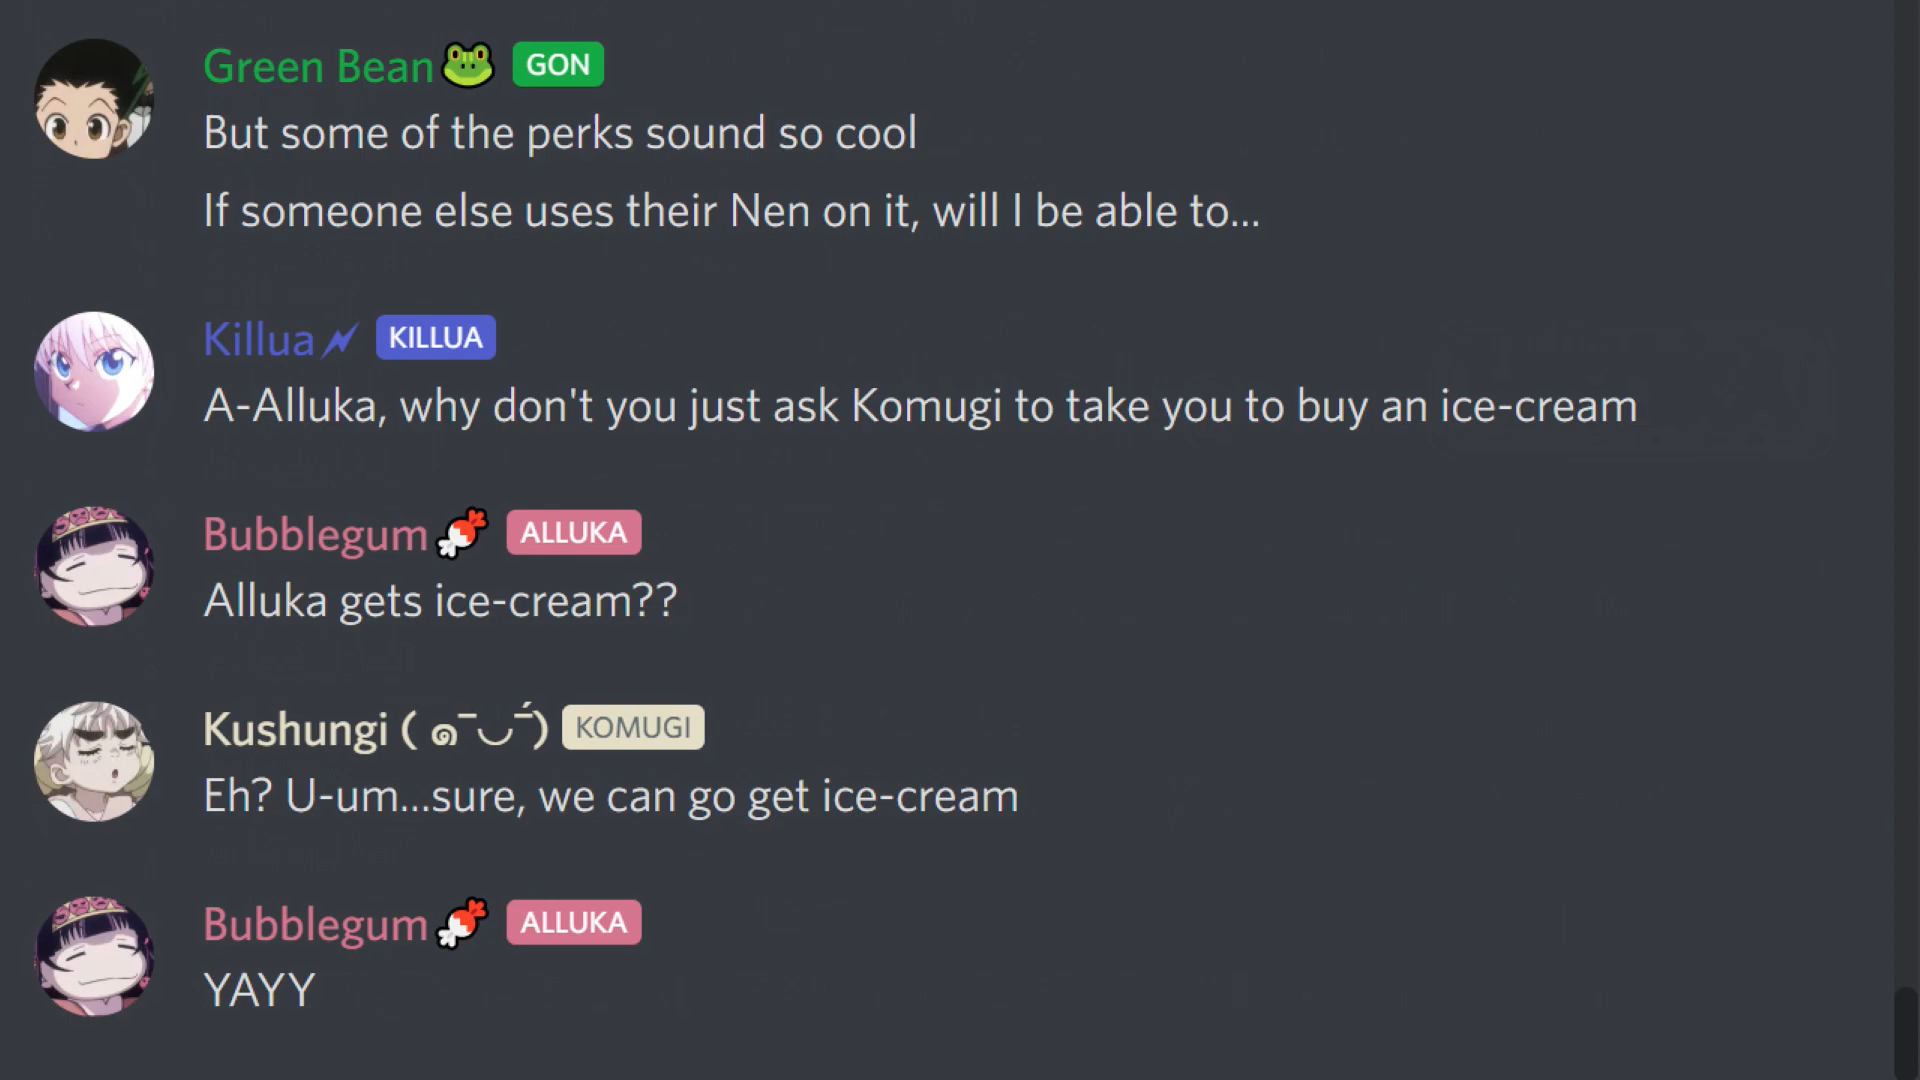 Green Bean🐸 GON
But some of the perks sound so cool
If someone else uses their Nen on it, will I be able to...
Killua⚡ KILLUA
A-Alluka, why don't you just ask Komugi to take you to buy an ice-cream
Bubblegum🍬 ALLUKA
Alluka gets ice-cream??
Kushungi ( ๑‾̀◡‾́) KOMUGI
Eh? U-um...sure, we can go get ice-cream
Bubblegum🍬 ALLUKA
YAYY